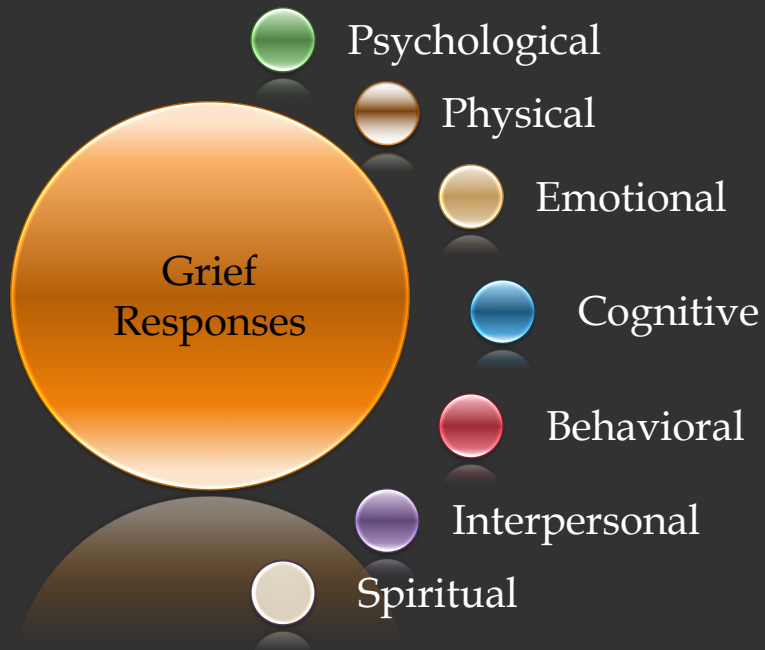 Psychological
Physical
Emotional
Grief
Responses
Cognitive
Behavioral
Interpersonal
Spiritual